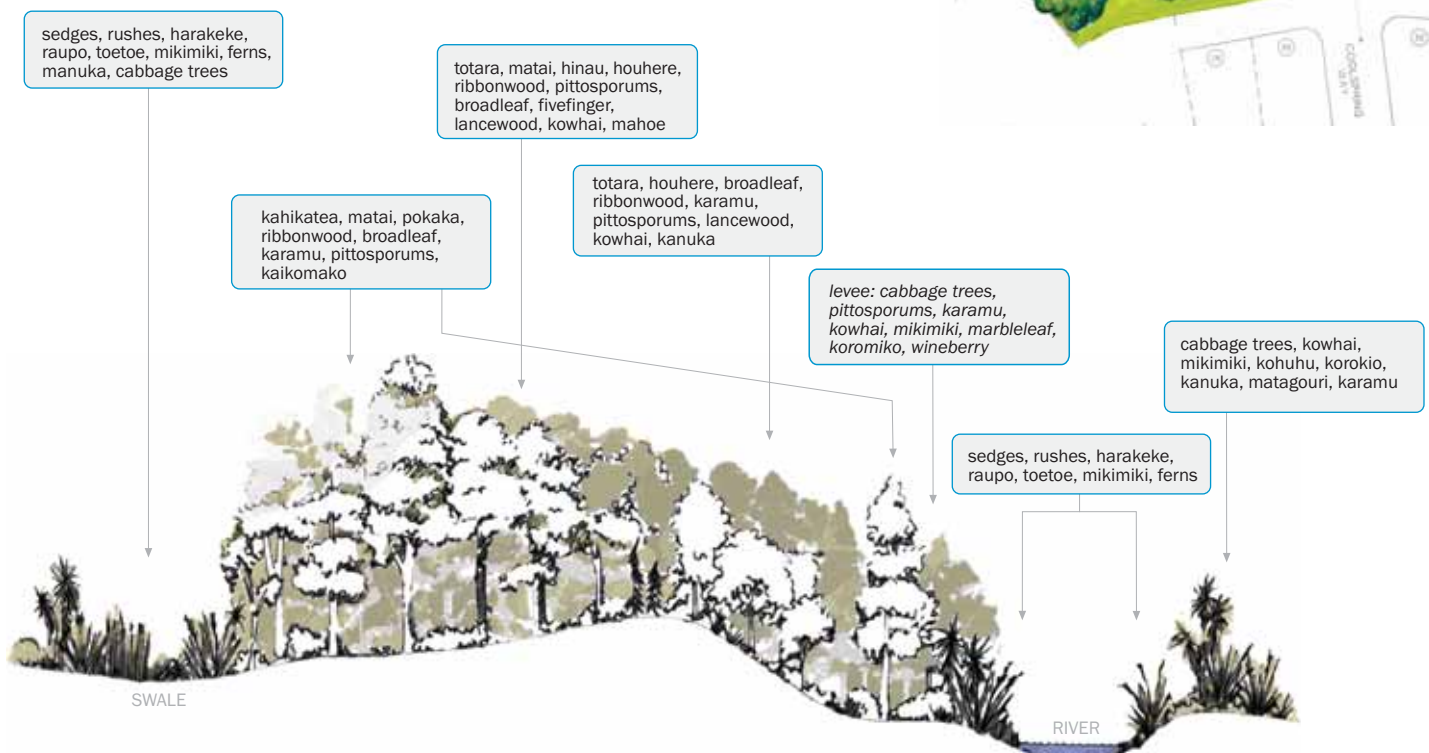 sedges, rushes, harakeke,
raupo, toetoe, mikimiki, ferns,
manuka, cabbage trees
totara, matai, hinau, houhere,
ribbonwood, pittosporums,
broadleaf, fivefinger,
lancewood, kowhai, mahoe
kahikatea, matai, pokaka,
ribbonwood, broadleaf,
karamu, pittosporums,
kaikomako
totara, houhere, broadleaf,
ribbonwood, karamu,
pittosporums, lancewood,
kowhai, kanuka
levee: cabbage trees,
pittosporums, karamu,
kowhai, mikimiki, marbleleaf,
koromiko, wineberry
cabbage trees, kowhai,
mikimiki, kohuhu, korokio,
kanuka, matagouri, karamu
sedges, rushes, harakeke,
raupo, toetoe, mikimiki, ferns
SWALE
RIVER
COOLSPRING
WAY